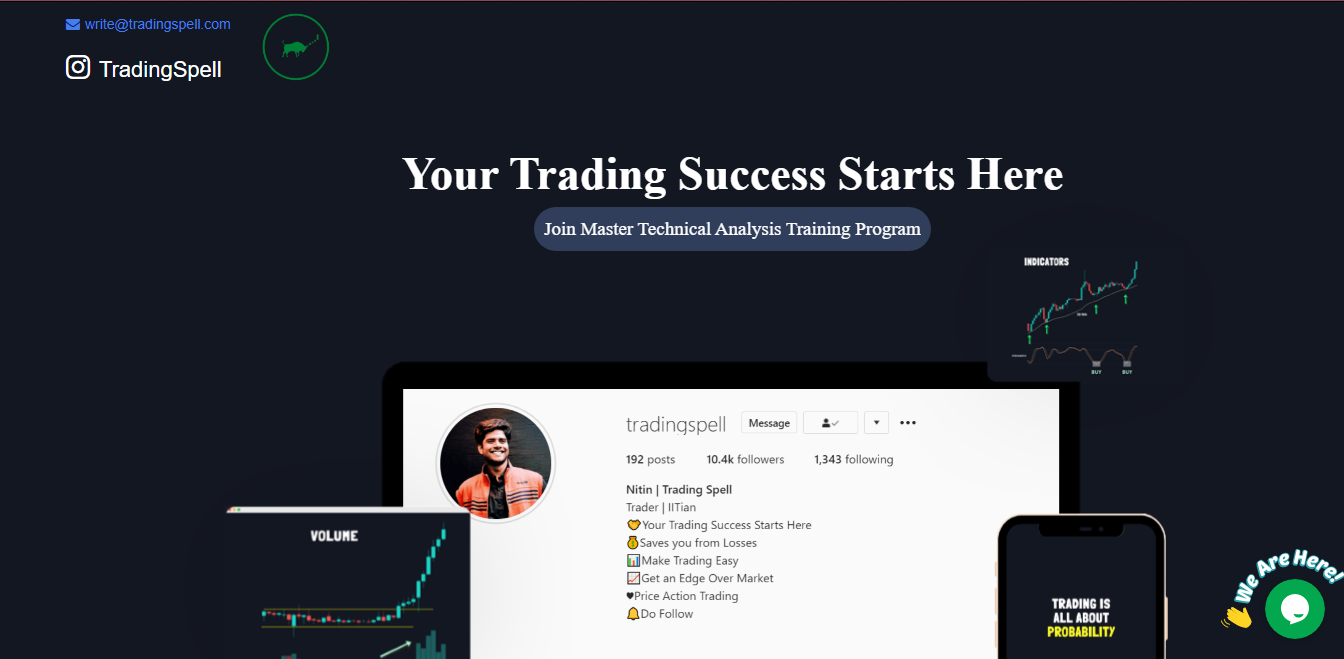 write@tradingspell.com
TradingSpell
Your Trading Success Starts Here
Join Master Technical Analysis Training Program
INDICATORS
BUY BUY
tradingspell Message
192 posts 10.4k followers 1,343 following
Nitin | Trading Spell
Trader | IITian
🤝Your Trading Success Starts Here
💰Saves you from Losses
📊Make Trading Easy
📈Get an Edge Over Market
♥Price Action Trading
🔔Do Follow
VOLUME
TRADING IS
ALL ABOUT
PROBABILITY
We Are Here!